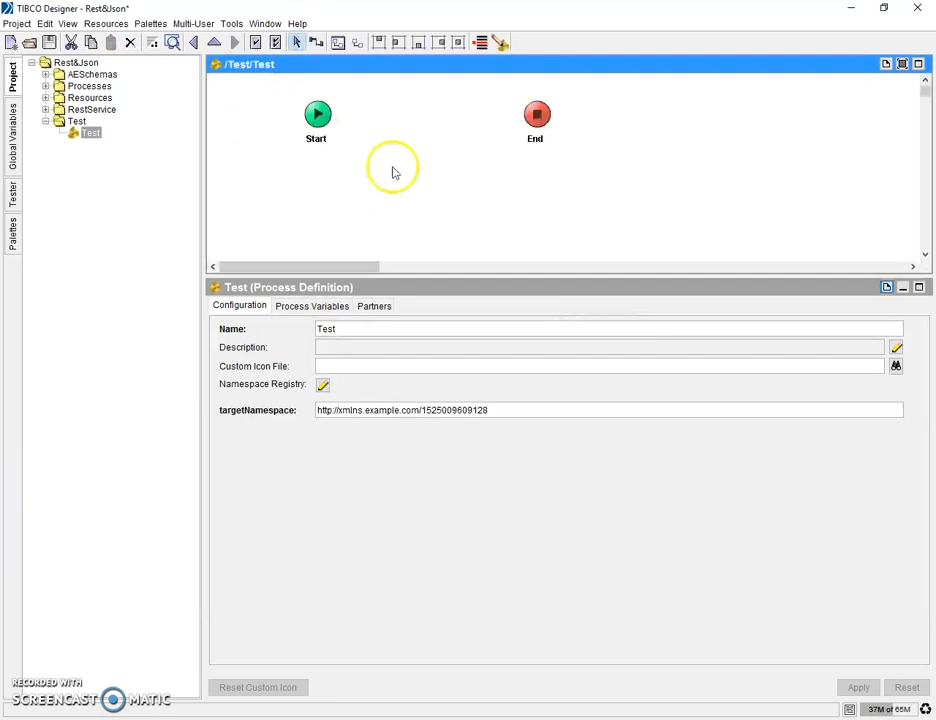 TIBCO Designer - Rest&Json*
Project Edit View Resources Palettes Multi-User Tools Window Help
Project
Global Variables
Tester
Palettes
Rest&Json
AESchemas
Processes
Resources
RestService
Test
Test
/Test/Test
Start
End
Test (Process Definition)
Configuration Process Variables Partners
Name: Test
Description:
Custom Icon File:
Namespace Registry:
targetNamespace: http://xmlns.example.com/1525009609128
Reset Custom Icon Apply Reset
RECORDED WITH
SCREENCAST MATIC
37M of 65M